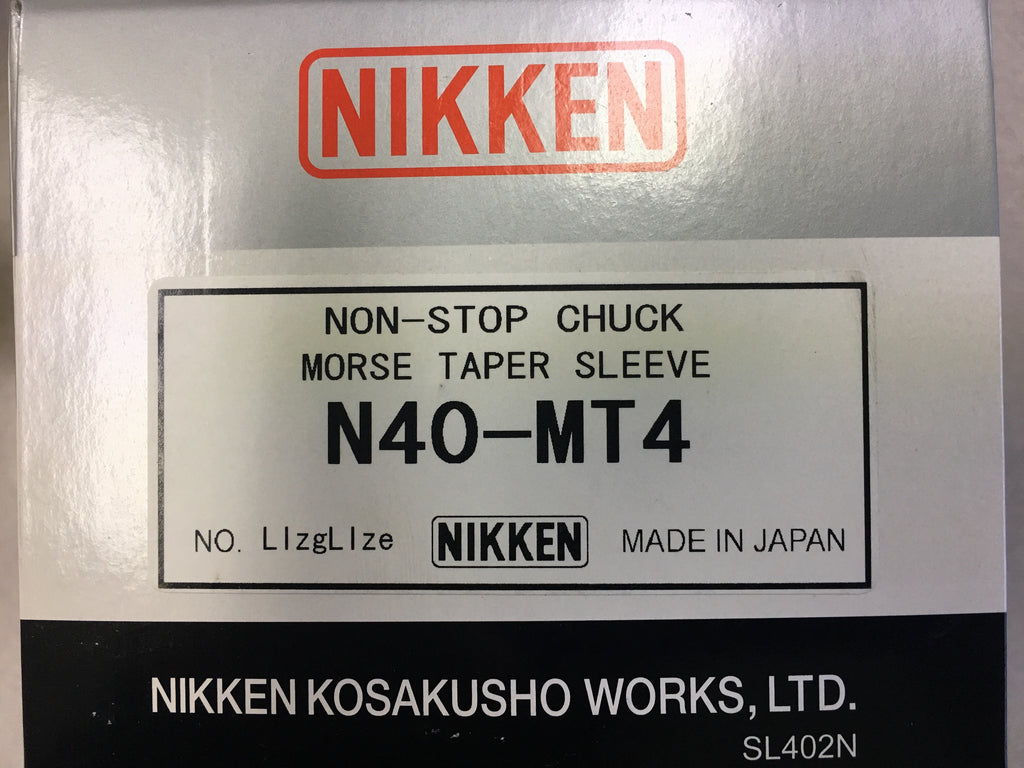 NIKKEN
NON-STOP CHUCK
MORSE TAPER SLEEVE
N40-MT4
NO. LIzgLIze NIKKEN MADE IN JAPAN
NIKKEN KOSAKUSHO WORKS, LTD.
SL402N